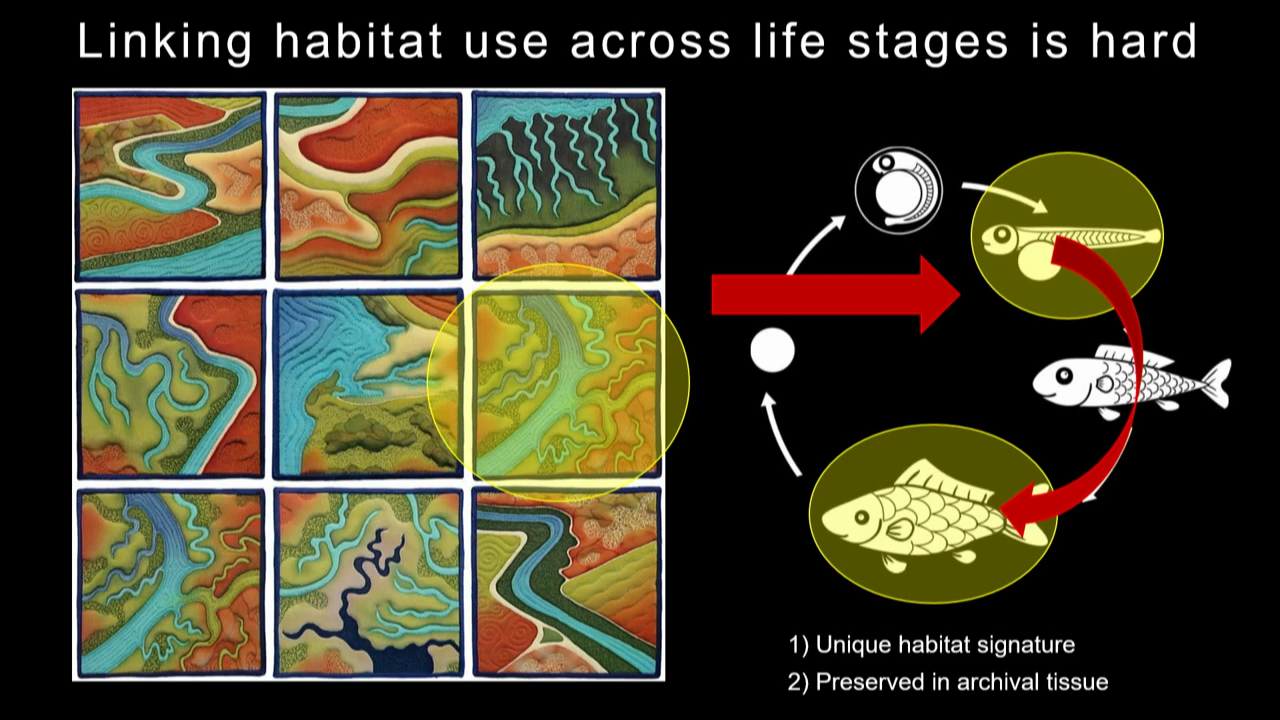 Linking habitat use across life stages is hard
1) Unique habitat signature
2) Preserved in archival tissue